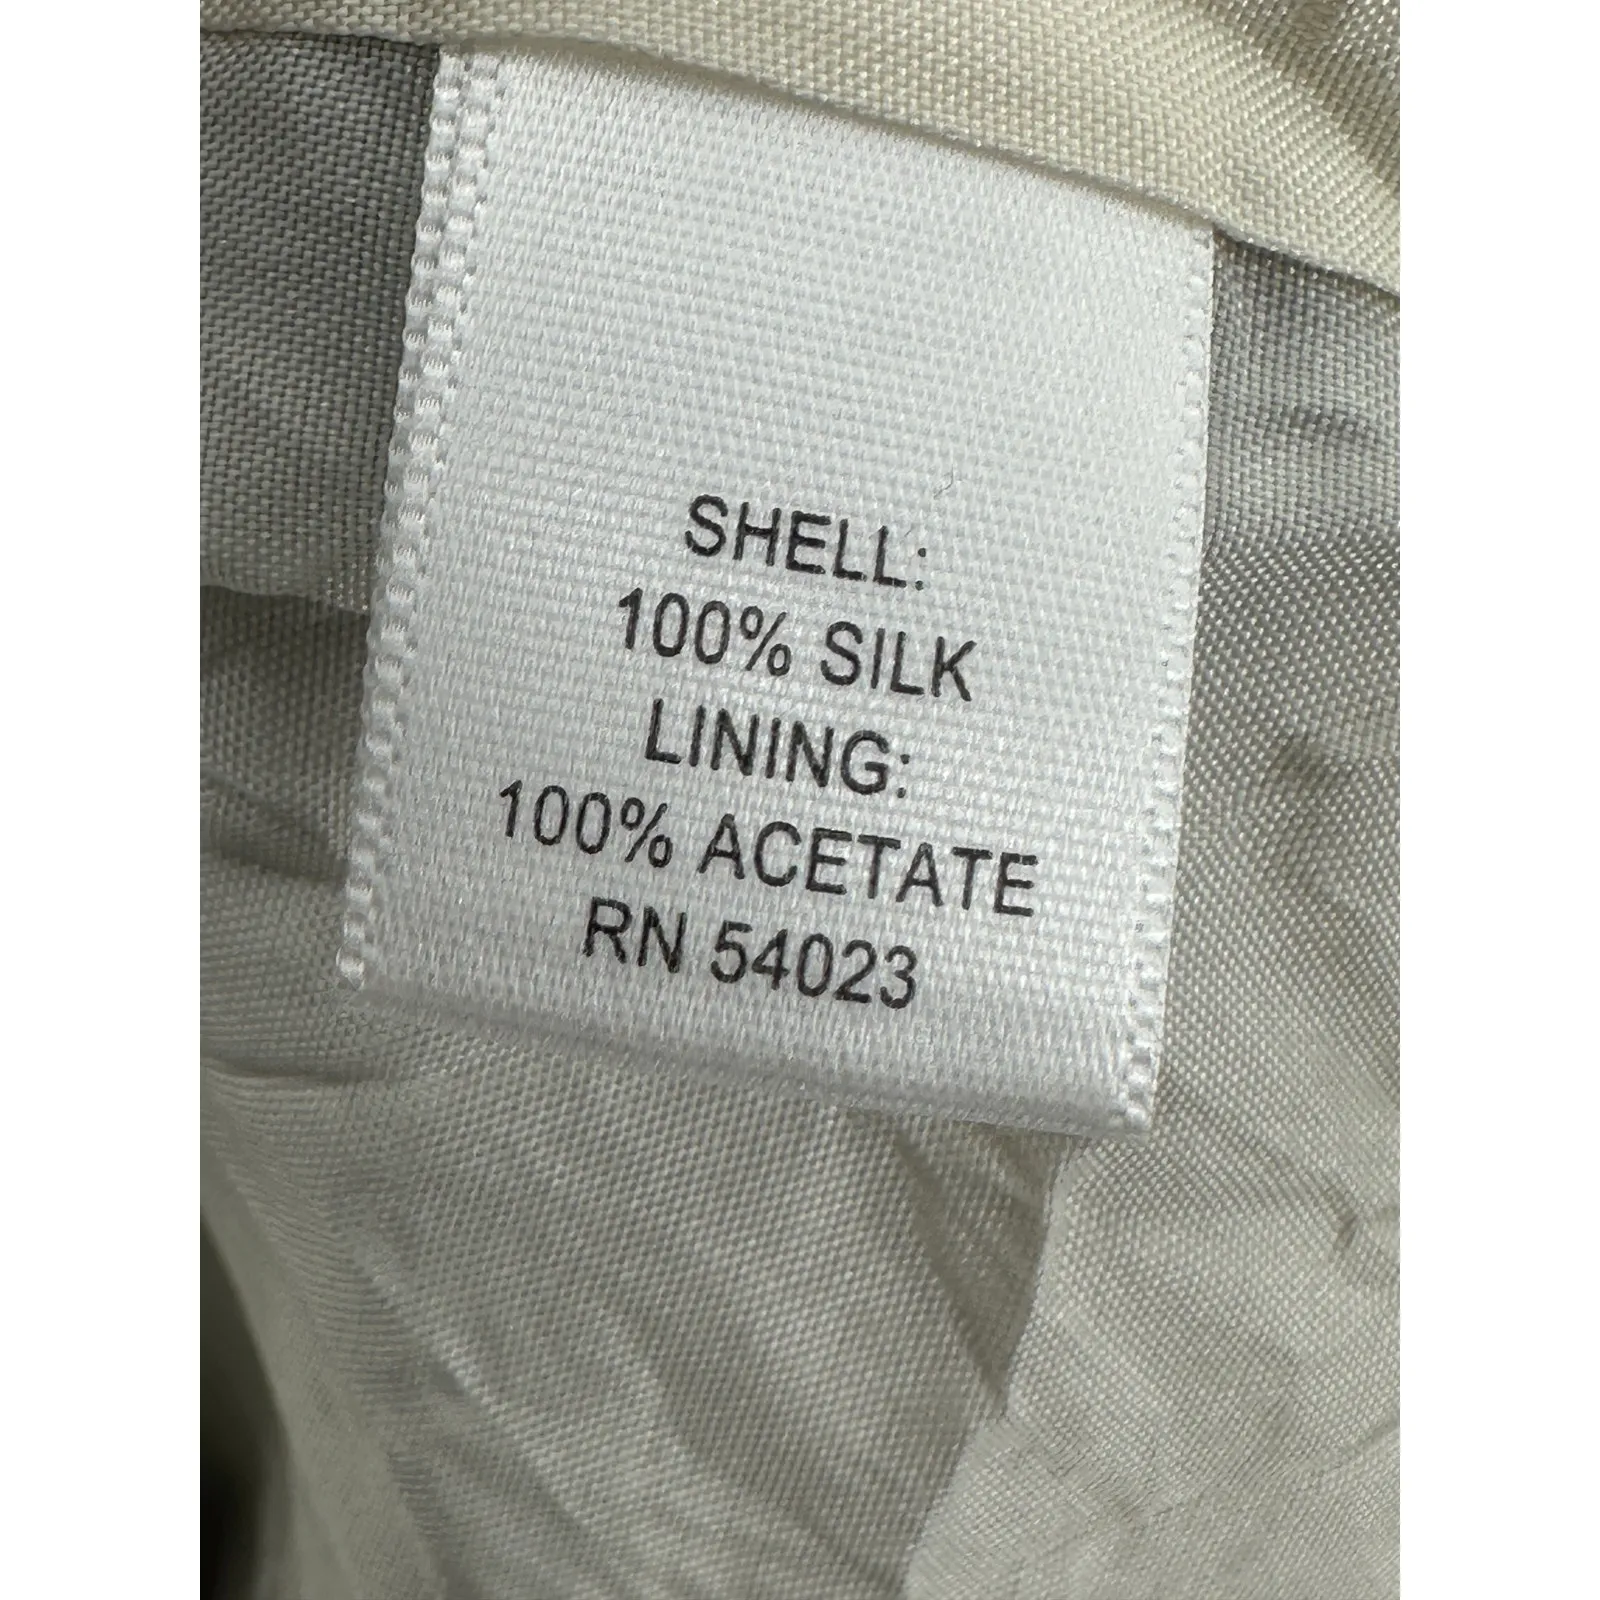 SHELL:
100% SILK
LINING:
100% ACETATE
RN 54023